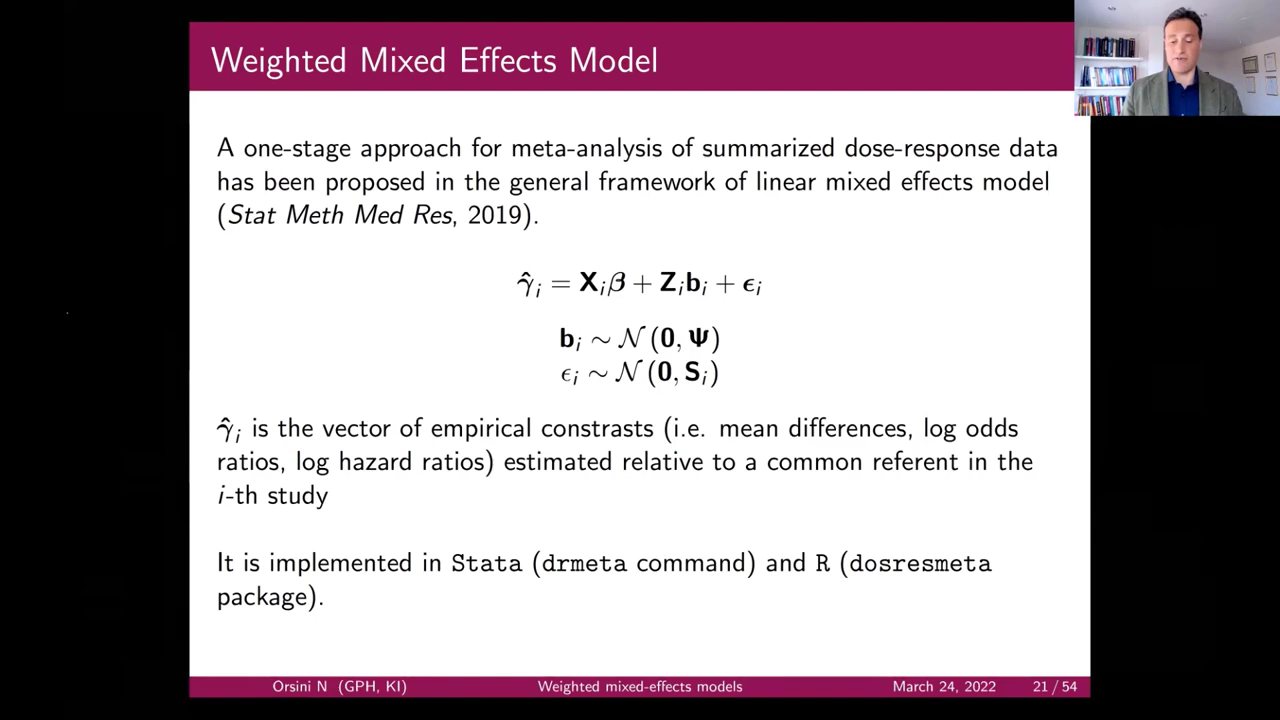 Weighted Mixed Effects Model
A one-stage approach for meta-analysis of summarized dose-response data
has been proposed in the general framework of linear mixed effects model
(Stat Meth Med Res, 2019).
γ̂ᵢ = Xᵢβ + Zᵢbᵢ + ϵᵢ
bᵢ ∼ 𝒩 (0, Ψ)
ϵᵢ ∼ 𝒩 (0, Sᵢ)
γ̂ᵢ is the vector of empirical constrasts (i.e. mean differences, log odds
ratios, log hazard ratios) estimated relative to a common referent in the
i-th study
It is implemented in Stata (drmeta command) and R (dosresmeta
package).
Orsini N (GPH, KI) Weighted mixed-effects models March 24, 2022 21 / 54